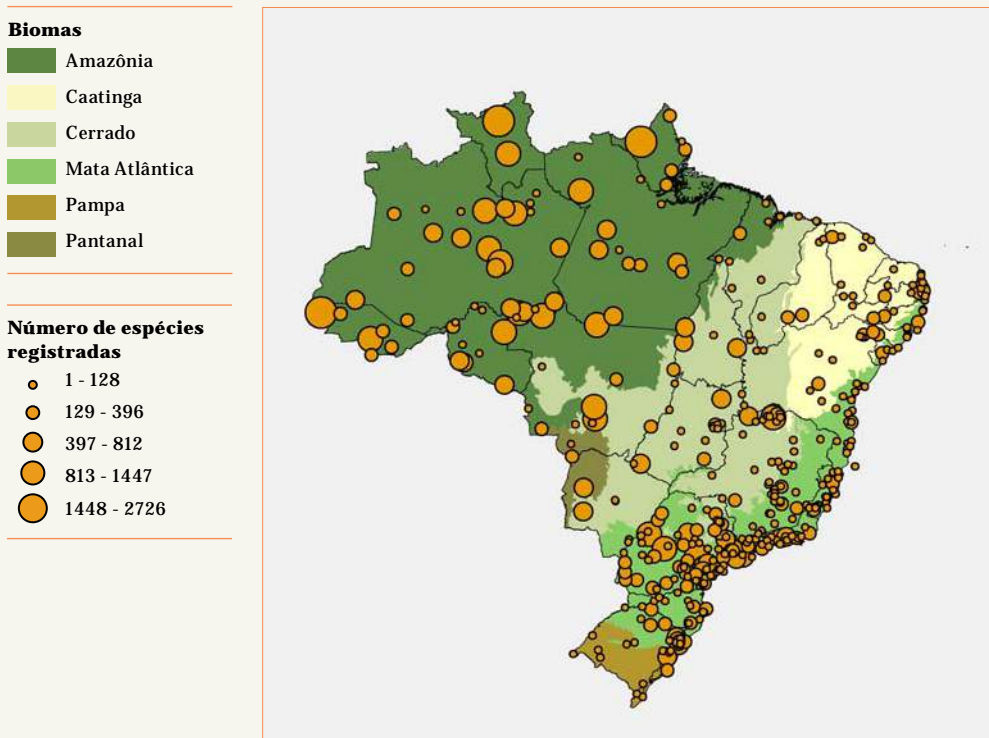 Biomas
Amazônia
Caatinga
Cerrado
Mata Atlântica
Pampa
Pantanal
Número de espécies
registradas
1 - 128
129 - 396
397 - 812
813 - 1447
1448 - 2726